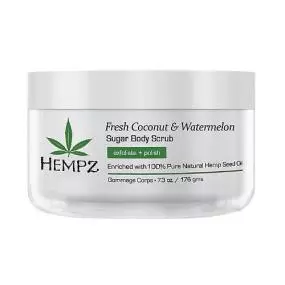 Fresh Coconut & Watermelon
Sugar Body Scrub
exfoliate + polish
HEMPZ
Enriched with 100% Pure Natural Hemp Seed Oil
Gommage Corps • 7.3 oz. / 176 gms